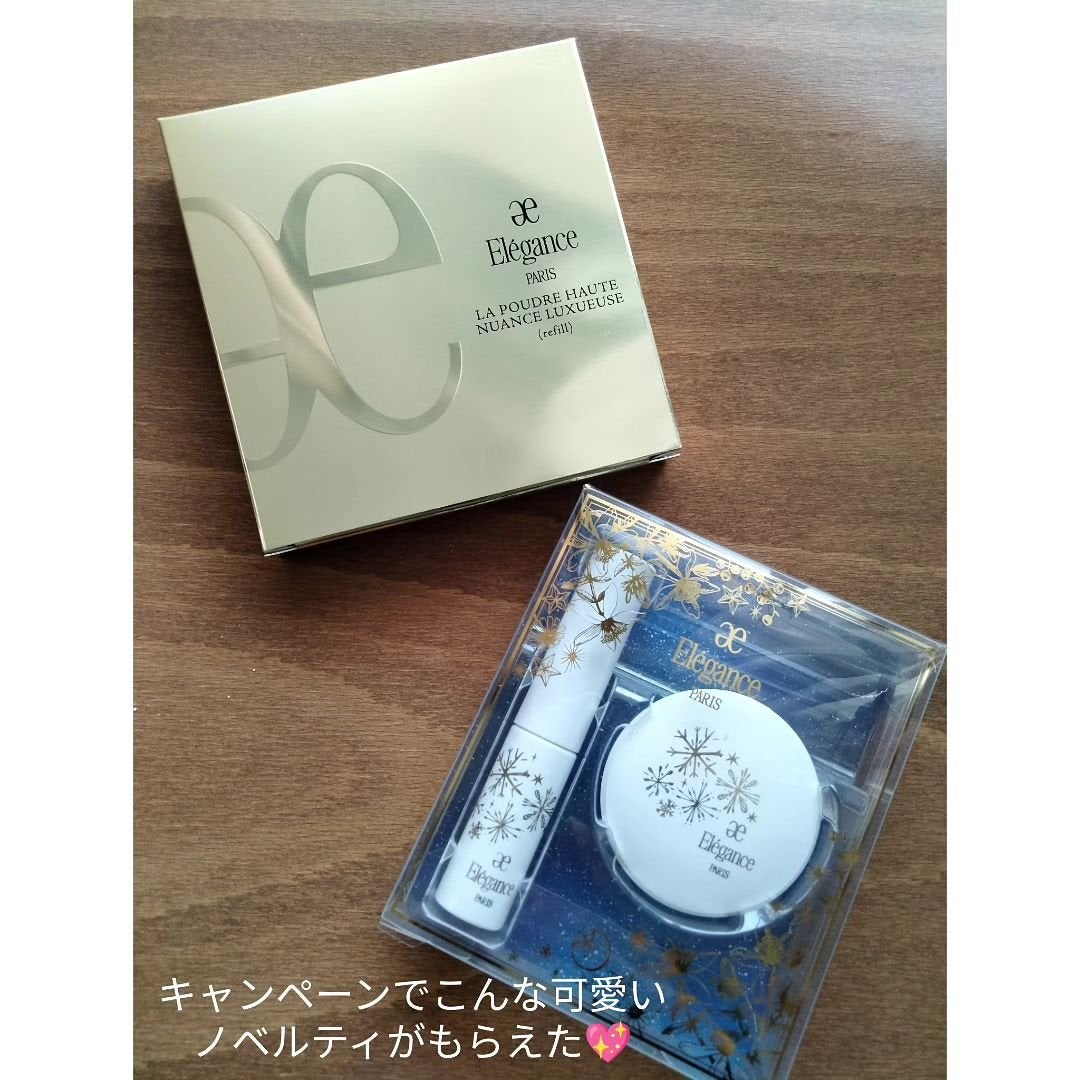 æ
Elégance
PARIS
LA POUDRE HAUTE
NUANCE LUXUEUSE
(refill)
æ
Elégance
PARIS
æ
Elégance
PARIS
æ
Elégance
PARIS
キャンペーンでこんな可愛い
ノベルティがもらえた💖